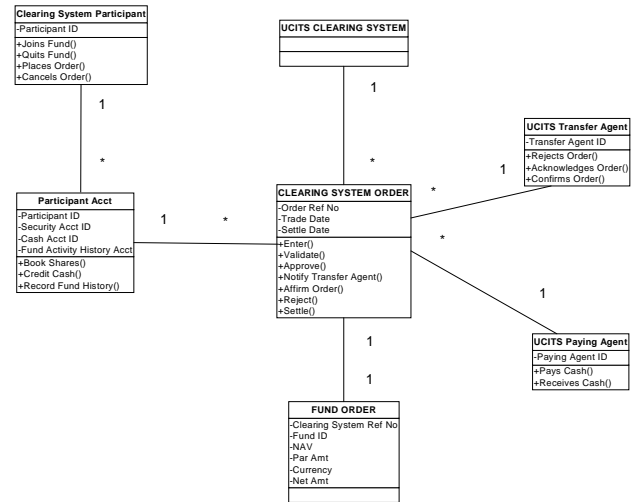 Clearing System Participant
-Participant ID
+Joins Fund()
+Quits Fund()
+Places Order()
+Cancels Order()
1
*
UCITS CLEARING SYSTEM
1
*
UCITS Transfer Agent
-Transfer Agent ID
+Rejects Order()
+Acknowledges Order()
+Confirms Order()
1
*
Participant Acct
-Participant ID
-Security Acct ID
-Cash Acct ID
-Fund Activity History Acct
+Book Shares()
+Credit Cash()
+Record Fund History()
1
*
CLEARING SYSTEM ORDER
-Order Ref No
-Trade Date
-Settle Date
+Enter()
+Validate()
+Approve()
+Notify Transfer Agent()
+Affirm Order()
+Reject()
+Settle()
*
1
UCITS Paying Agent
-Paying Agent ID
+Pays Cash()
+Receives Cash()
1
1
FUND ORDER
-Clearing System Ref No
-Fund ID
-NAV
-Par Amt
-Currency
-Net Amt